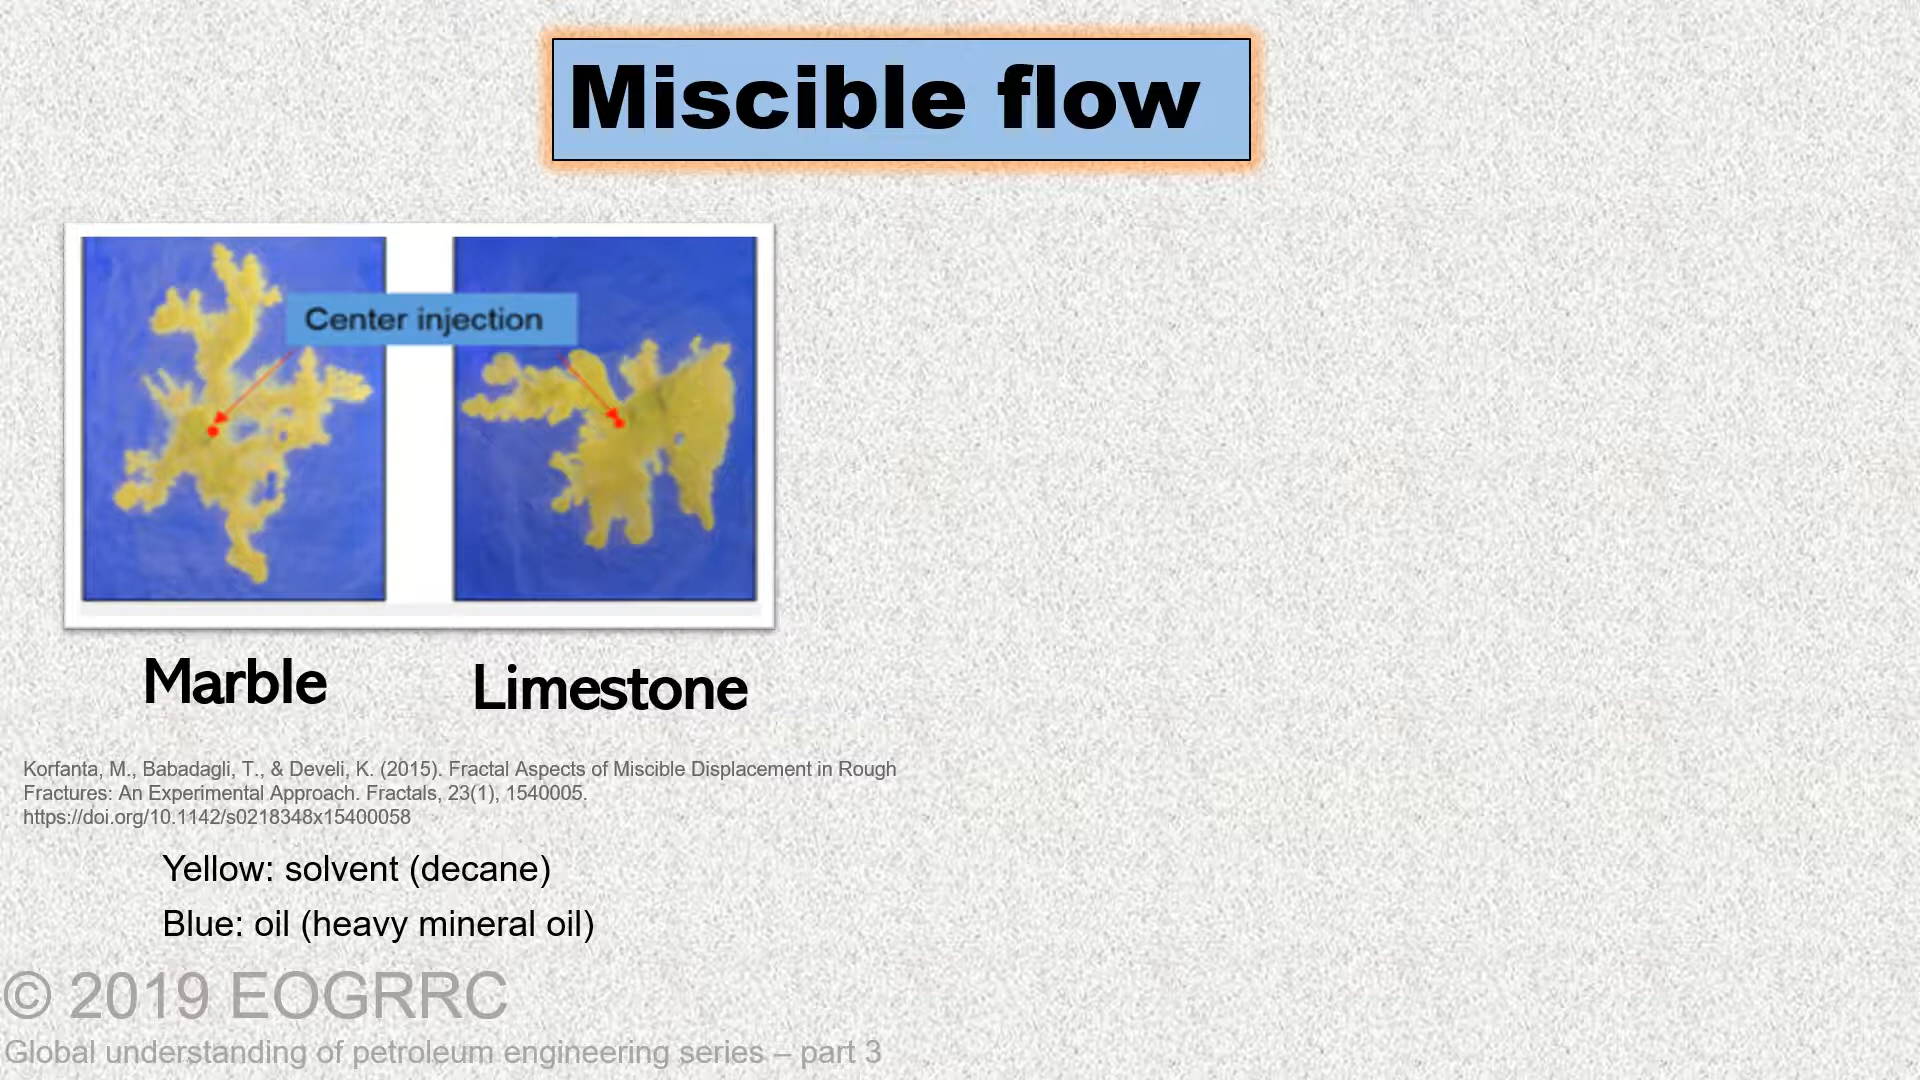 Miscible flow
Center injection
Marble
Limestone
Korfanta, M., Babadagli, T., & Develi, K. (2015). Fractal Aspects of Miscible Displacement in Rough
Fractures: An Experimental Approach. Fractals, 23(1), 1540005.
https://doi.org/10.1142/s0218348x15400058
Yellow: solvent (decane)
Blue: oil (heavy mineral oil)
© 2019 EOGRRC
Global understanding of petroleum engineering series – part 3